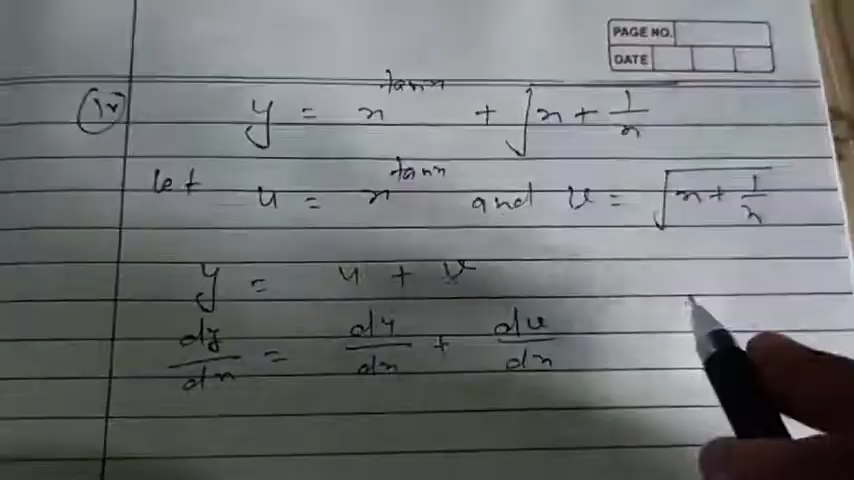 PAGE NO.
DATE
(iv) y = x^tanx + √(x + 1/x)
let u = x^tanx and v = √(x + 1/x)
y = u + v
dy/dx = du/dx + dv/dx